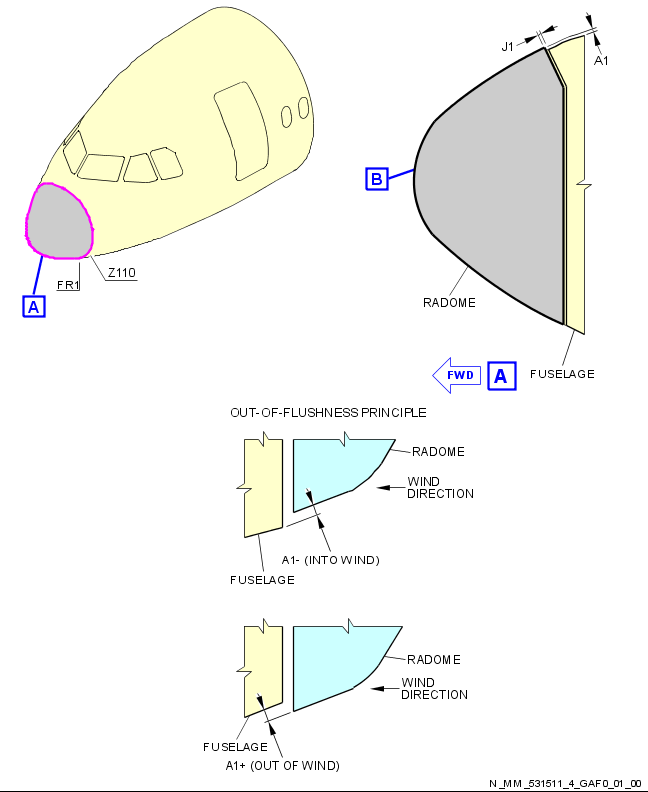 J1
A1
B
RADOME
Z110
FR1
A
FUSELAGE
FWD
A
OUT-OF-FLUSHNESS PRINCIPLE
RADOME
WIND
DIRECTION
A1- (INTO WIND)
FUSELAGE
RADOME
WIND
DIRECTION
FUSELAGE
A1+ (OUT OF WIND)
N_MM_531511_4_GAF0_01_00